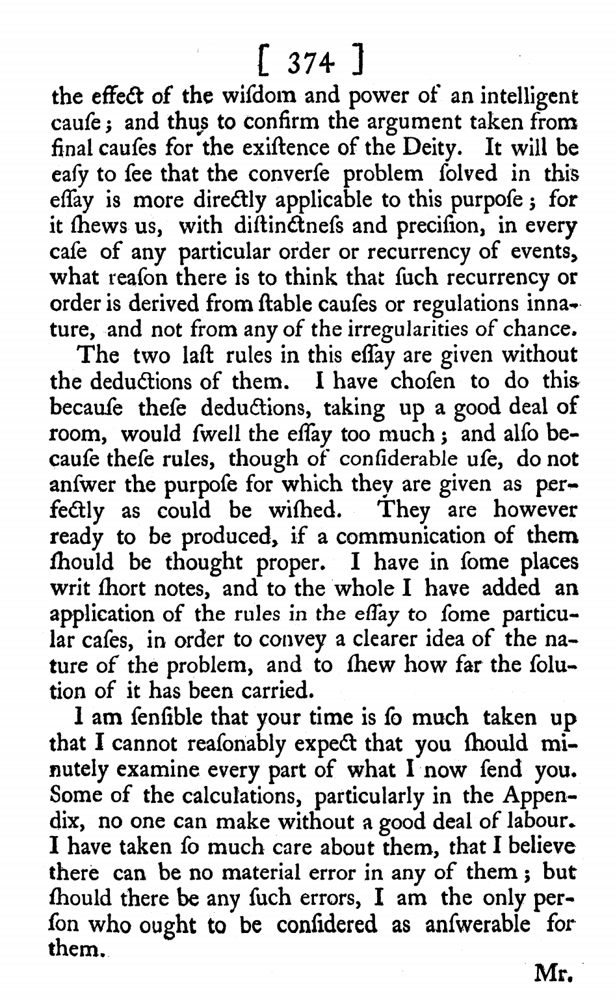 [ 374 ]
the effect of the wiſdom and power of an intelligent
cauſe; and thus to confirm the argument taken from
final cauſes for the exiſtence of the Deity. It will be
eaſy to ſee that the converſe problem ſolved in this
eſſay is more directly applicable to this purpoſe; for
it ſhews us, with diſtinctneſs and preciſion, in every
caſe of any particular order or recurrency of events,
what reaſon there is to think that ſuch recurrency or
order is derived from ſtable cauſes or regulations inna-
ture, and not from any of the irregularities of chance.
The two laſt rules in this eſſay are given without
the deductions of them. I have choſen to do this
becauſe theſe deductions, taking up a good deal of
room, would ſwell the eſſay too much; and alſo be-
cauſe theſe rules, though of conſiderable uſe, do not
anſwer the purpoſe for which they are given as per-
fectly as could be wiſhed. They are however
ready to be produced, if a communication of them
ſhould be thought proper. I have in ſome places
writ ſhort notes, and to the whole I have added an
application of the rules in the eſſay to ſome particu-
lar caſes, in order to convey a clearer idea of the na-
ture of the problem, and to ſhew how far the ſolu-
tion of it has been carried.
I am ſenſible that your time is ſo much taken up
that I cannot reaſonably expect that you ſhould mi-
nutely examine every part of what I now ſend you.
Some of the calculations, particularly in the Appen-
dix, no one can make without a good deal of labour.
I have taken ſo much care about them, that I believe
there can be no material error in any of them; but
ſhould there be any ſuch errors, I am the only per-
ſon who ought to be conſidered as anſwerable for
them.
Mr.